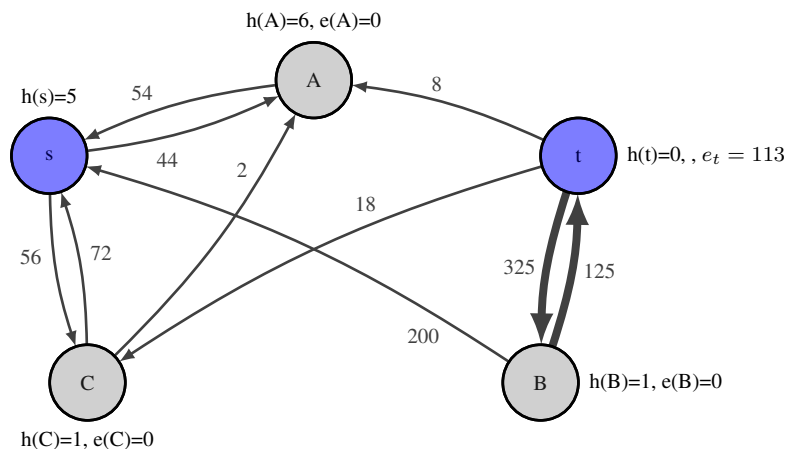 h(A)=6, e(A)=0
A
8
54
h(s)=5
s
44
2
t
h(t)=0, , e_t = 113
18
56
72
325
125
200
C
B
h(B)=1, e(B)=0
h(C)=1, e(C)=0